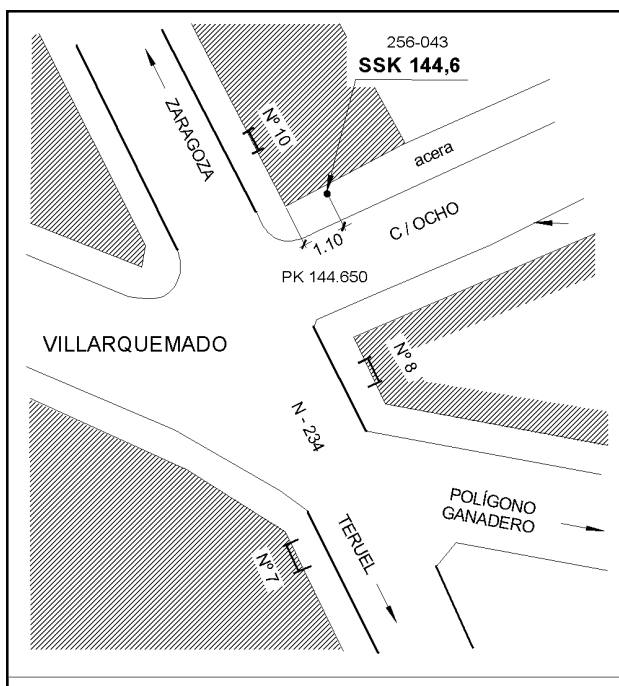 256-043
SSK 144,6
ZARAGOZA
Nº 10
acera
C / OCHO
1.10
PK 144.650
VILLARQUEMADO
Nº 8
N - 234
POLÍGONO
GANADERO
TERUEL
Nº 7